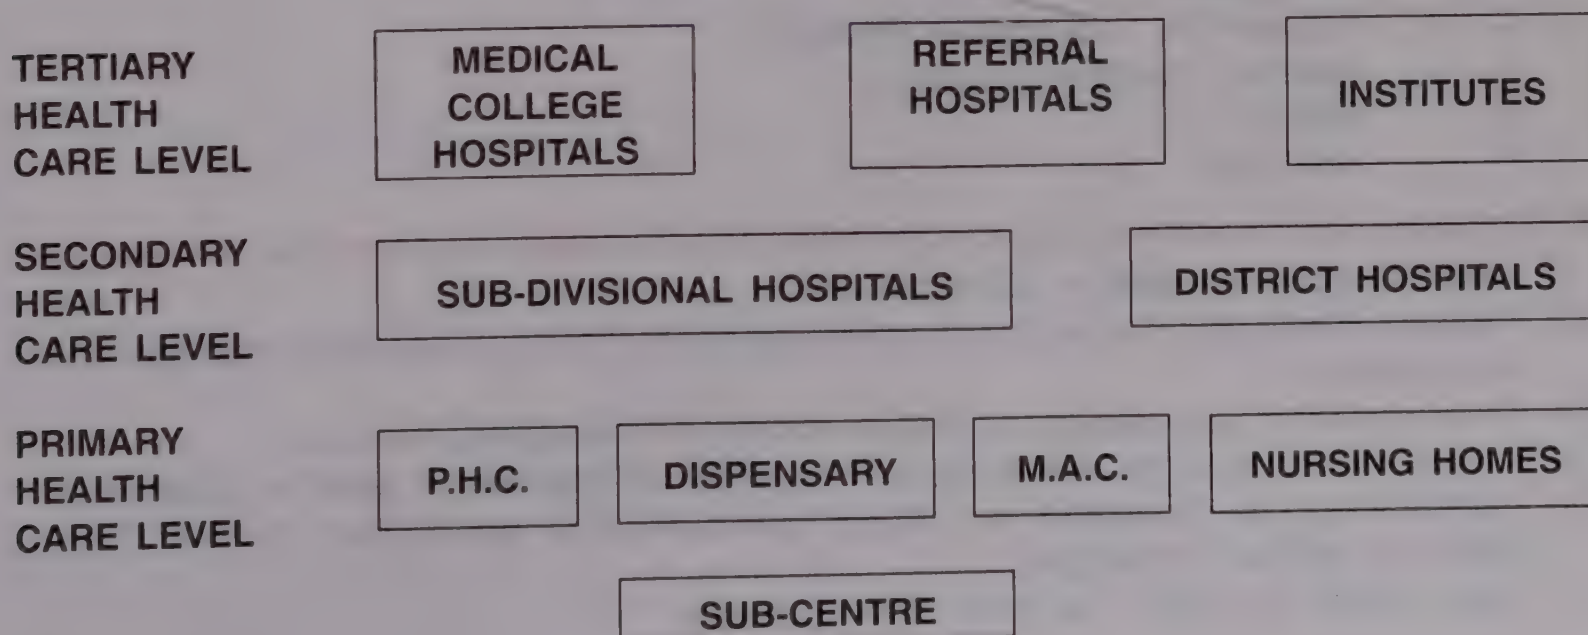 TERTIARY
HEALTH
CARE LEVEL
MEDICAL
COLLEGE
HOSPITALS
REFERRAL
HOSPITALS
INSTITUTES
SECONDARY
HEALTH
CARE LEVEL
SUB-DIVISIONAL HOSPITALS
DISTRICT HOSPITALS
PRIMARY
HEALTH
CARE LEVEL
P.H.C.
DISPENSARY
M.A.C.
NURSING HOMES
SUB-CENTRE